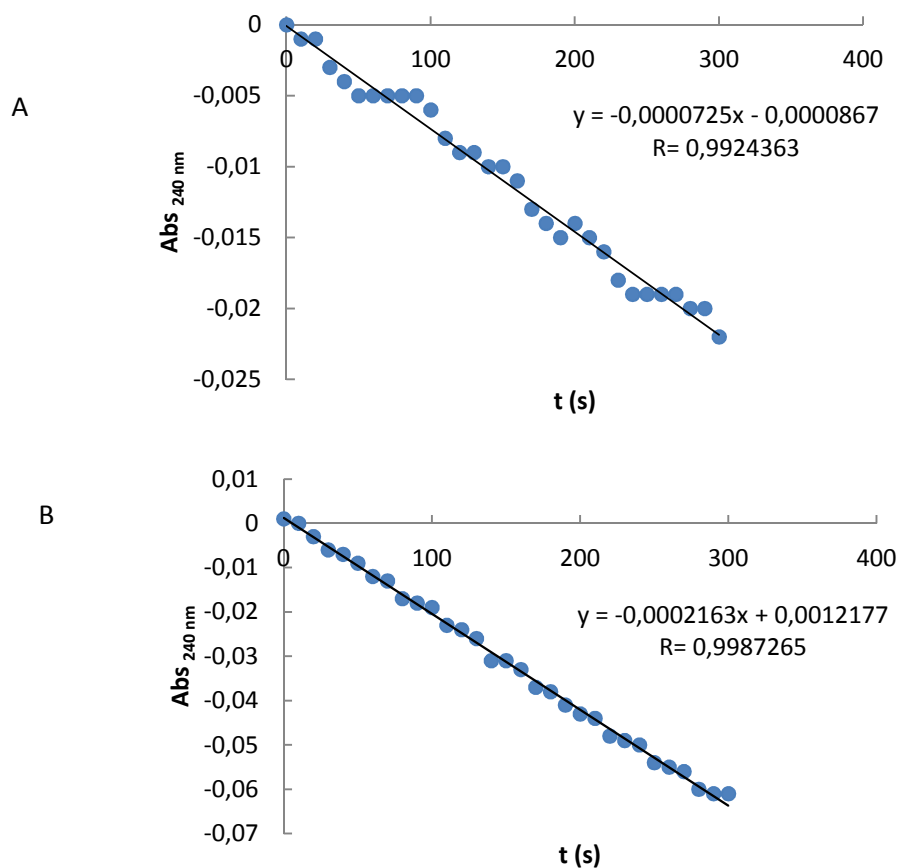 A
0
0
100
200
300
400
-0,005
-0,01
-0,015
-0,02
-0,025
Abs 240 nm
y = -0,0000725x - 0,0000867
R= 0,9924363
t (s)
B
0,01
0
0
100
200
300
400
-0,01
-0,02
-0,03
-0,04
-0,05
-0,06
-0,07
Abs 240 nm
y = -0,0002163x + 0,0012177
R= 0,9987265
t (s)